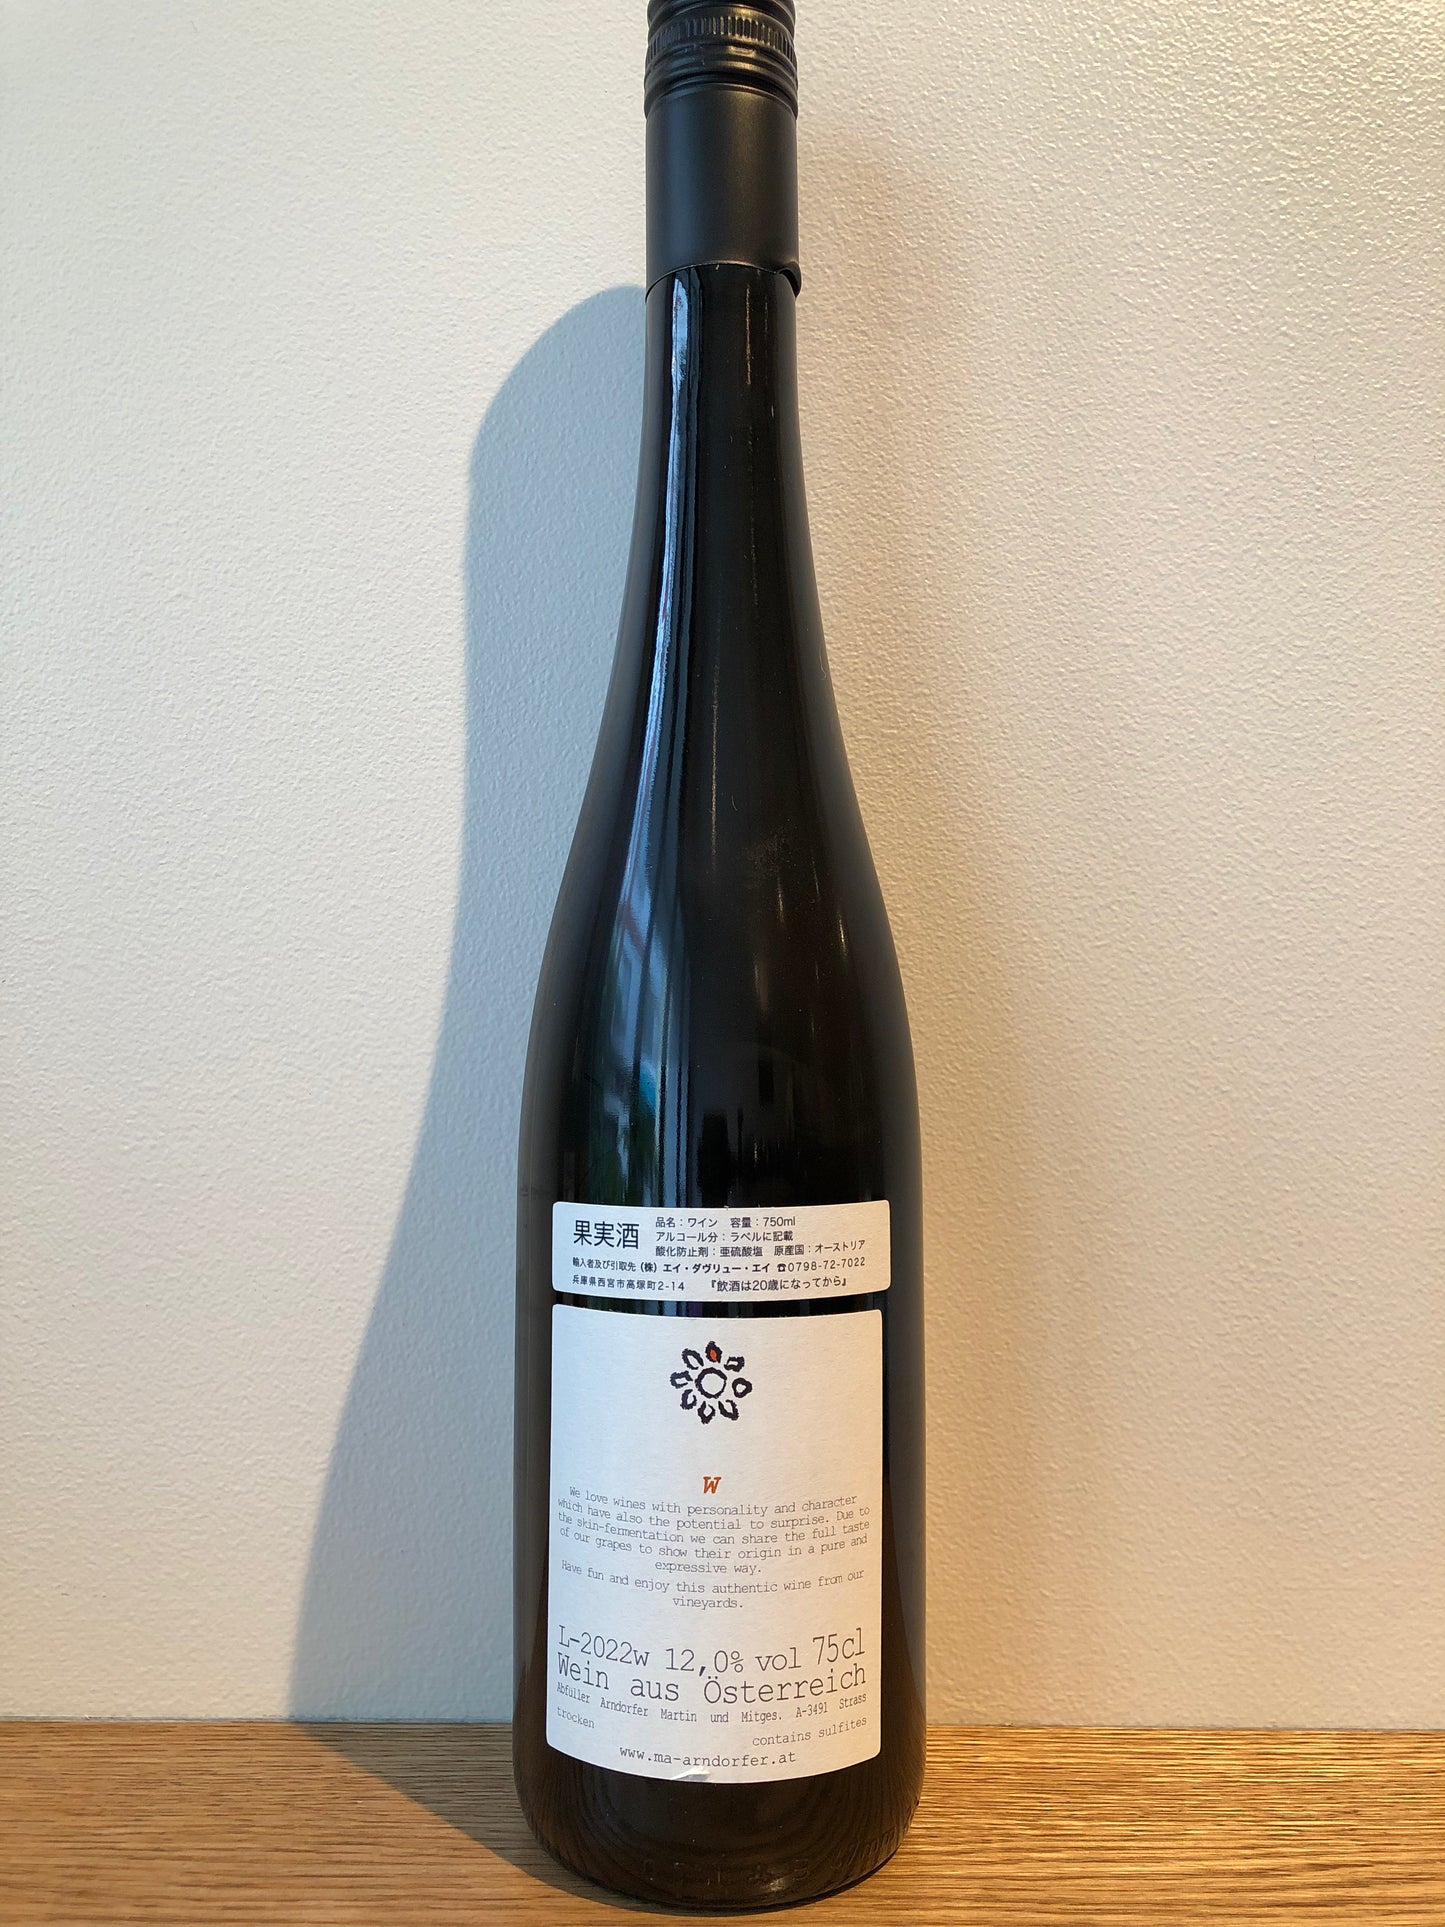 果実酒
品名：ワイン　容量：750ml
アルコール分：ラベルに記載
酸化防止剤：亜硫酸塩　原産国：オーストリア
輸入者及び引取先（株）エイ・ダヴリュー・エイ ☎0798-72-7022
兵庫県西宮市高塚町2-14　『飲酒は20歳になってから』
W
We love wines with personality and character
which have also the potential to surprise. Due to
the skin-fermentation we can share the full taste
of our grapes to show their origin in a pure and
expressive way.
Have fun and enjoy this authentic wine from our
vineyards.
L-2022w 12,0% vol 75cl
Wein aus Österreich
Abfüller Arndorfer Martin und Mitges. A-3491 Strass
trocken
contains sulfites
www.ma-arndorfer.at